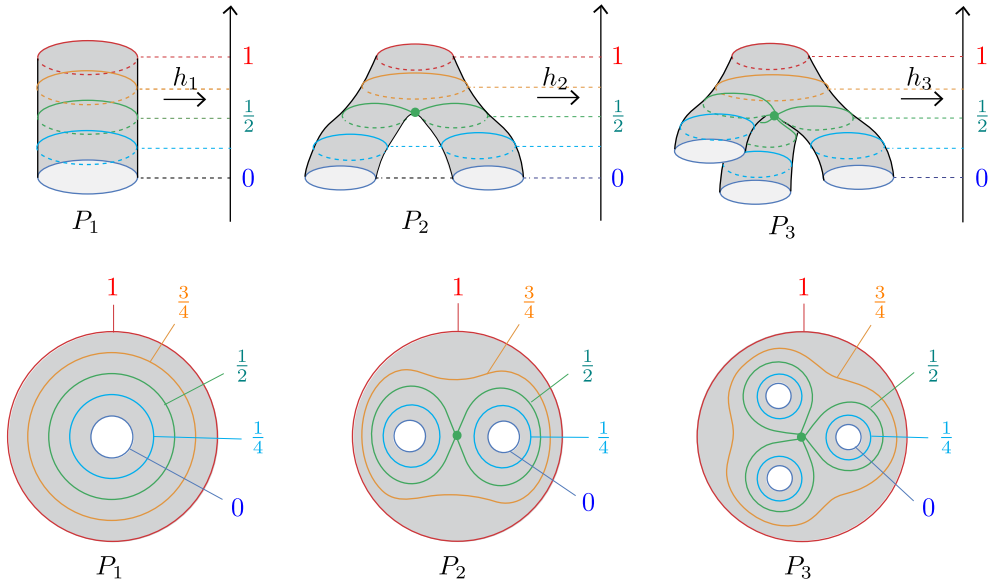 h₁ 1 h₂ 1 h₃ 1
½ ½ ½
0 0 0
P₁ P₂ P₃
1 ¾ 1 ¾ 1 ¾
½ ½ ½
¼ ¼ ¼
0 0 0
P₁ P₂ P₃